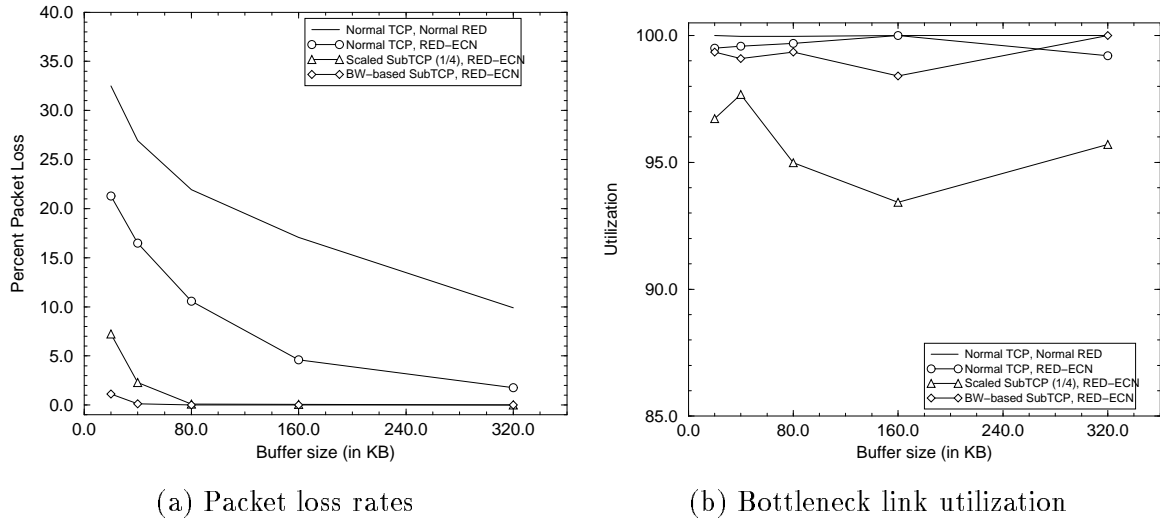 40.0
35.0
30.0
25.0
20.0
15.0
10.0
5.0
0.0
Percent Packet Loss
0.0 80.0 160.0 240.0 320.0
Buffer size (in KB)
Normal TCP, Normal RED
Normal TCP, RED−ECN
Scaled SubTCP (1/4), RED−ECN
BW−based SubTCP, RED−ECN
(a) Packet loss rates
100.0
95.0
90.0
85.0
Utilization
0.0 80.0 160.0 240.0 320.0
Buffer size (in KB)
Normal TCP, Normal RED
Normal TCP, RED−ECN
Scaled SubTCP (1/4), RED−ECN
BW−based SubTCP, RED−ECN
(b) Bottleneck link utilization